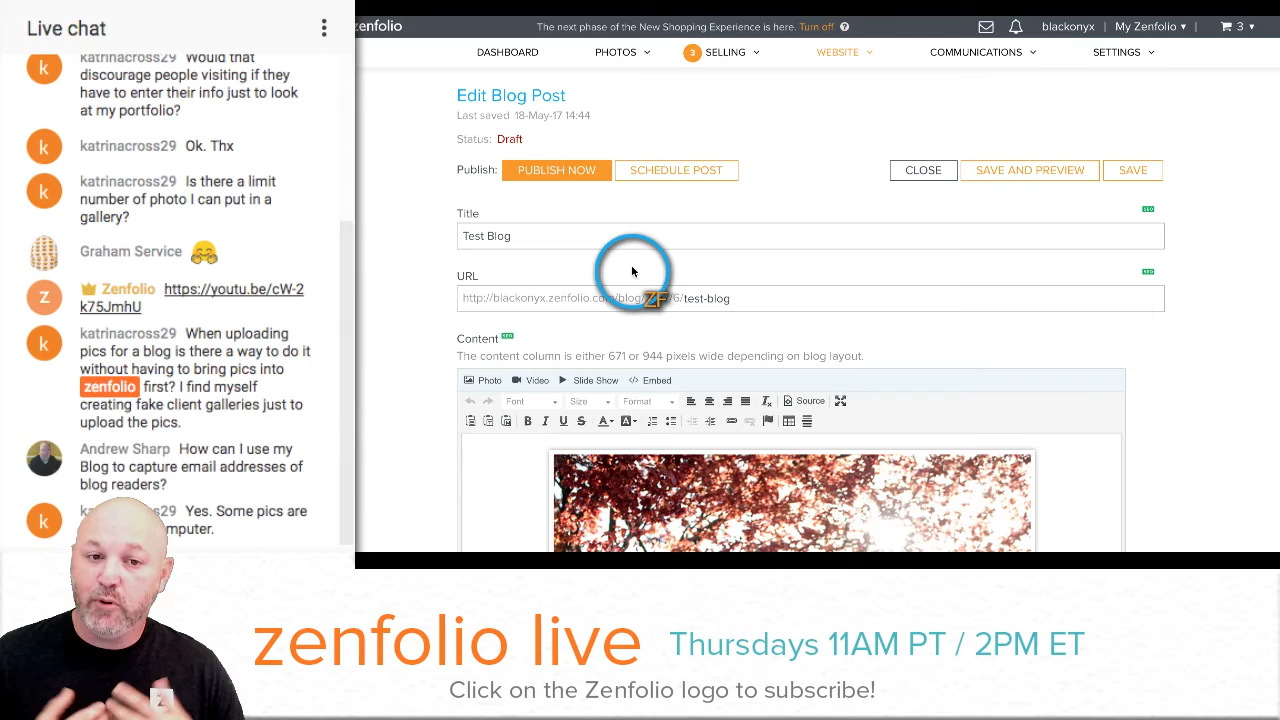 Live chat
katrinacross29 Would that
discourage people visiting if they
have to enter their info just to look
at my portfolio?
k
katrinacross29 Ok. Thx
k
katrinacross29 Is there a limit
k
number of photo I can put in a
gallery?
Graham Service
Z
Zenfolio https://youtu.be/cW-2
k75JmhU
katrinacross29 When uploading
k
pics for a blog is there a way to do it
without having to bring pics into
zenfolio first? I find myself
creating fake client galleries just to
upload the pics.
Andrew Sharp How can I use my
Blog to capture email addresses of
blog readers?
k
Yes. Some pics are
zenfolio
The next phase of the New Shopping Experience is here. Turn off ?
blackonyx
My Zenfolio
3
DASHBOARD
PHOTOS
3 SELLING
WEBSITE
COMMUNICATIONS
SETTINGS
Edit Blog Post
Last saved 18-May-17 14:44
Status: Draft
Publish: PUBLISH NOW SCHEDULE POST CLOSE SAVE AND PREVIEW SAVE
Title SEO
Test Blog
URL SEO
test-blog
ZF
Content SEO
The content column is either 671 or 944 pixels wide depending on blog layout.
Photo Video Slide Show Embed
Font Size Format Source
B I U S A A
zenfolio live Thursdays 11AM PT / 2PM ET
Click on the Zenfolio logo to subscribe!